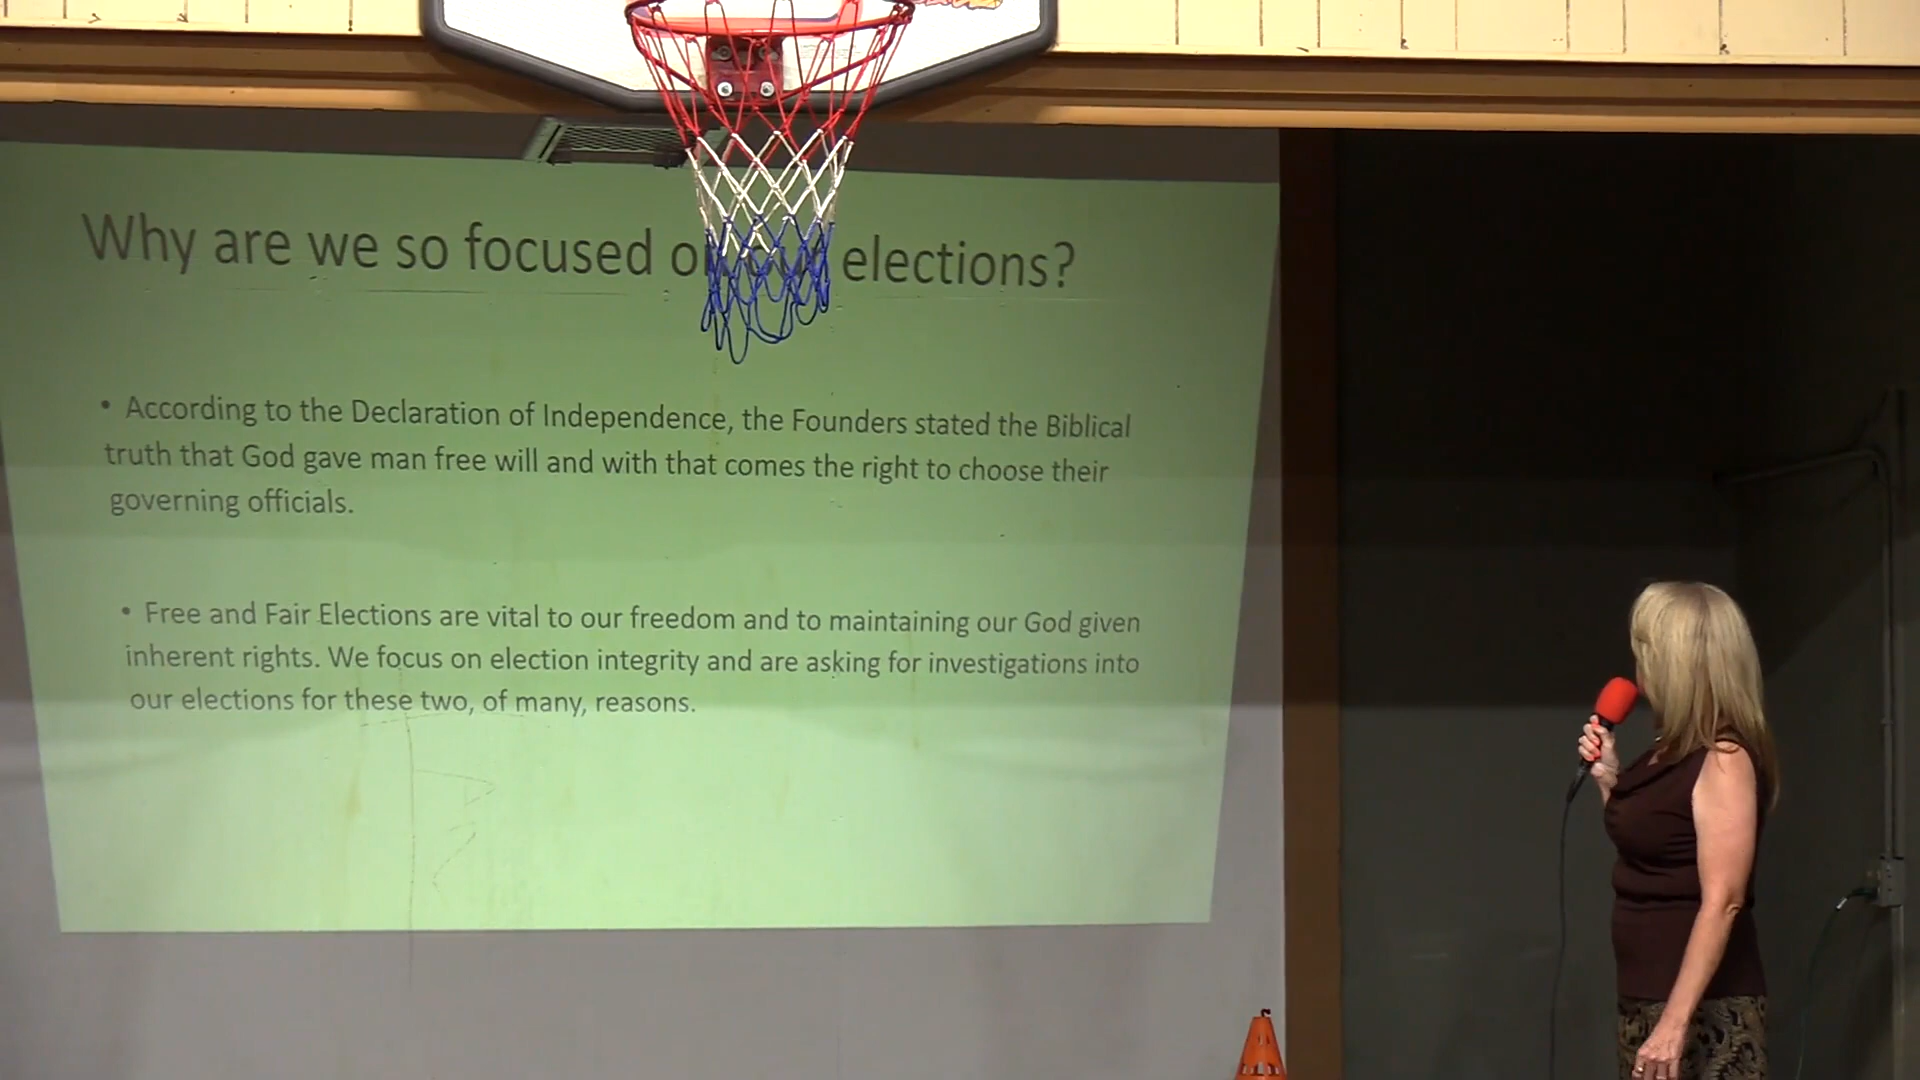 Why are we so focused on our elections?
• According to the Declaration of Independence, the Founders stated the Biblical
truth that God gave man free will and with that comes the right to choose their
governing officials.
• Free and Fair Elections are vital to our freedom and to maintaining our God given
inherent rights. We focus on election integrity and are asking for investigations into
our elections for these two, of many, reasons.